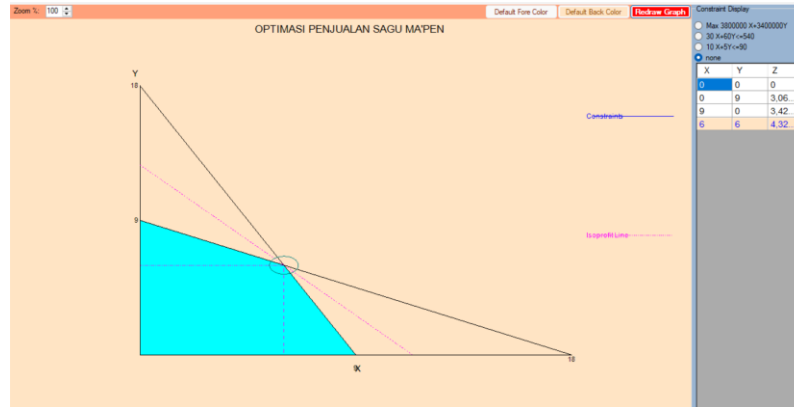 Zoom %: 100 Default Fore Color Default Back Color Redraw Graph Constraint Display
OPTIMASI PENJUALAN SAGU MA'PEN
Max 3800000 X+3400000Y
30 X+60Y<=540
10 X+5Y<=90
none
X Y Z
0 0 0
0 9 3,06...
9 0 3,42...
6 6 4,32...
Y
18
Constraints
9
Isoprofit Line
18
9X